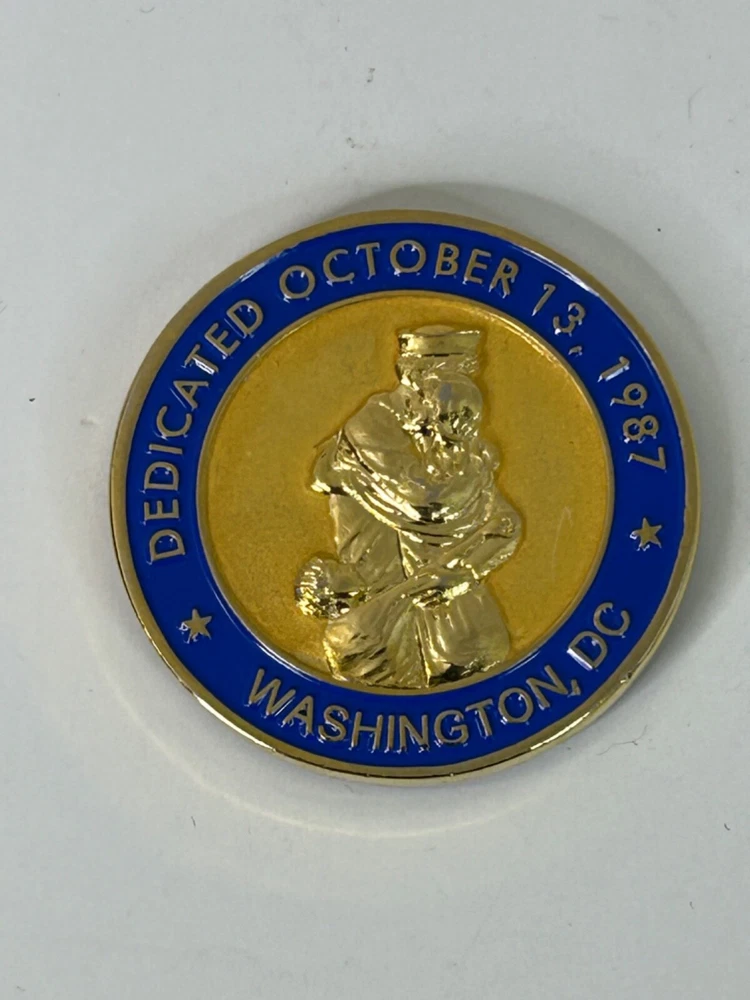 DEDICATED OCTOBER 13, 1987
WASHINGTON, DC